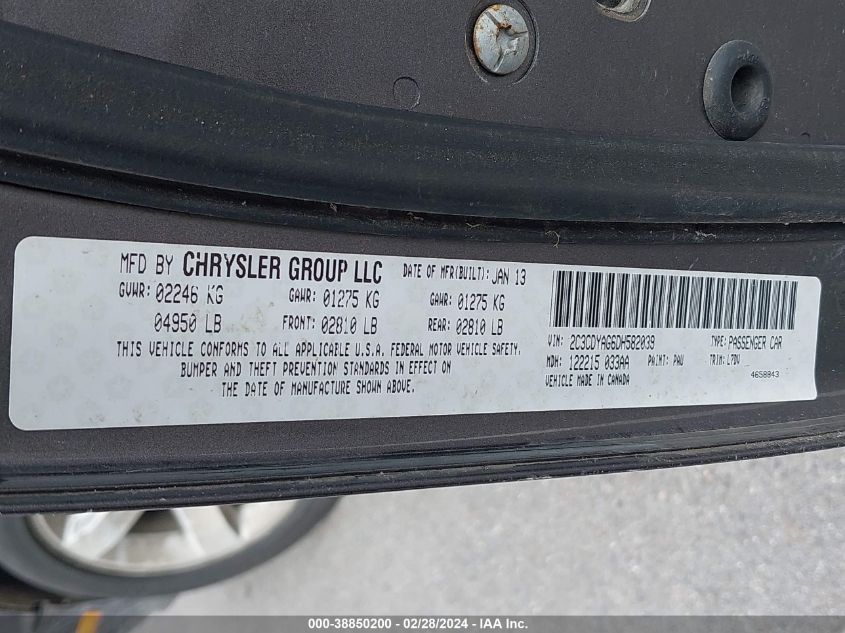 MFD BY CHRYSLER GROUP LLC DATE OF MFR(BUILT): JAN 13
GVWR: 02246 KG GAWR: 01275 KG GAWR: 01275 KG
04950 LB FRONT: 02810 LB REAR: 02810 LB
THIS VEHICLE CONFORMS TO ALL APPLICABLE U.S.A. FEDERAL MOTOR VEHICLE SAFETY,
BUMPER AND THEFT PREVENTION STANDARDS IN EFFECT ON
THE DATE OF MANUFACTURE SHOWN ABOVE.
VIN: 2C3CDYAG6DH582039 TYPE: PASSENGER CAR
MDH: 122215 033AA PAINT: PAU TRIM: L7DV
VEHICLE MADE IN CANADA 4658843
000-38850200 - 02/28/2024 - IAA Inc.